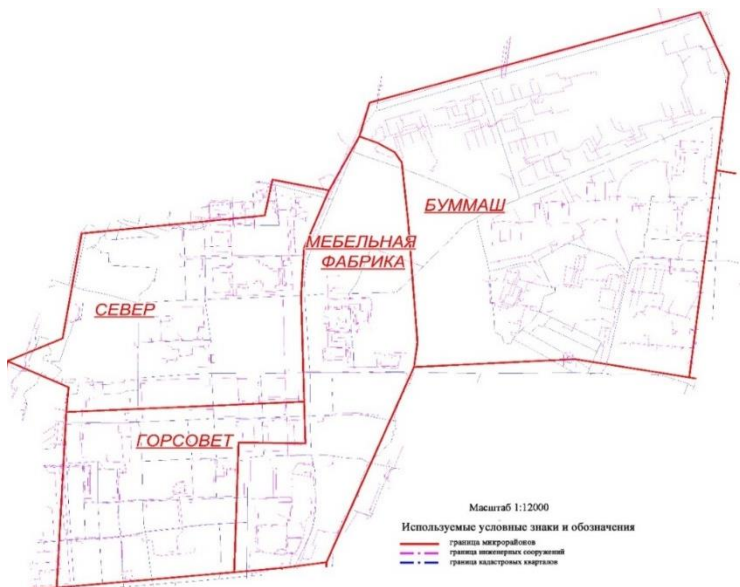 БУММАШ
МЕБЕЛЬНАЯ
ФАБРИКА
СЕВЕР
ГОРСОВЕТ
Масштаб 1:12000
Используемые условные знаки и обозначения
граница микрорайонов
граница инженерных сооружений
граница кадастровых кварталов